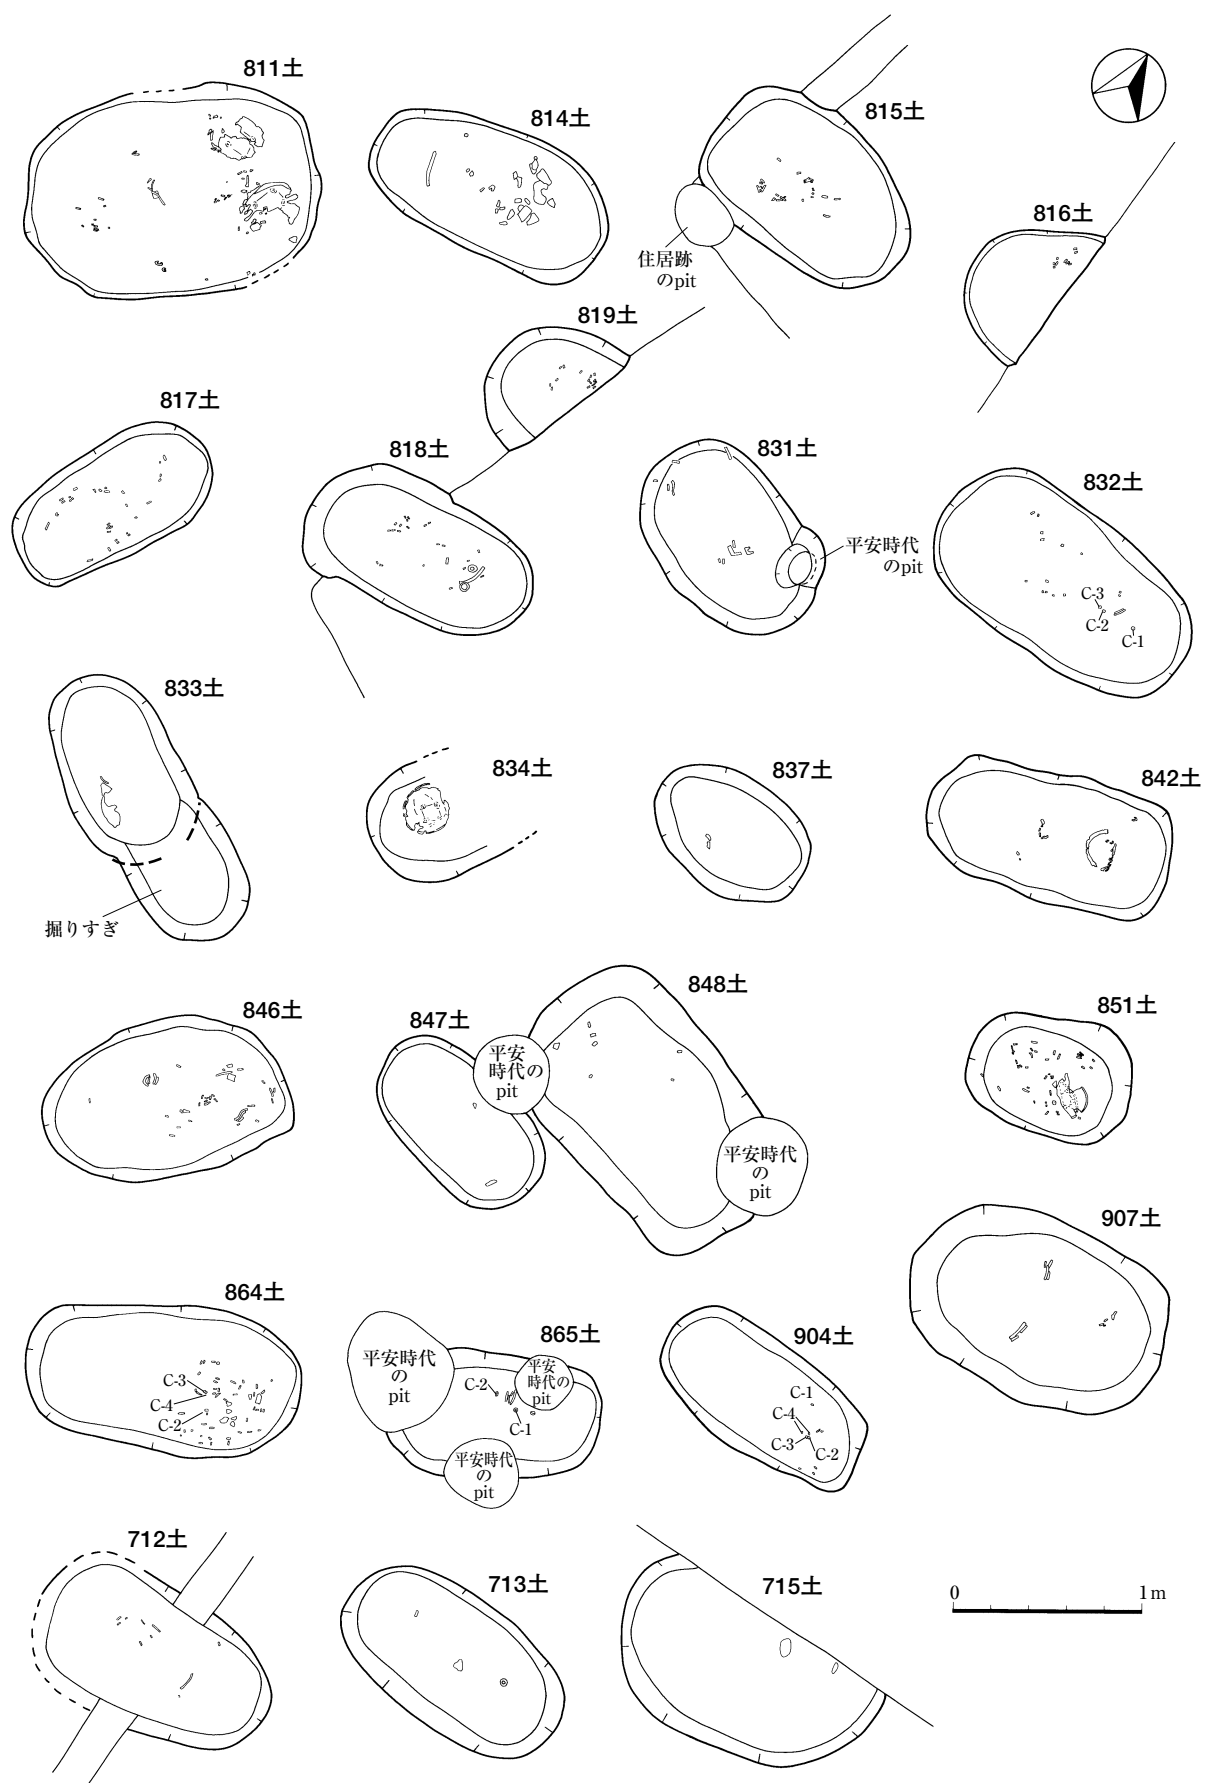 811土
814土
815土
住居跡
のpit
816土
819土
817土
818土
831土
平安時代
のpit
832土
C-3
C-2
C-1
833土
掘りすぎ
834土
837土
842土
846土
847土
平安
時代の
pit
848土
平安時代
の
pit
851土
907土
864土
C-3
C-4
C-2
平安時代
の
pit
865土
平安
時代の
pit
C-2
C-1
平安時代
の
pit
904土
C-1
C-4
C-3
C-2
712土
713土
715土
0 1m